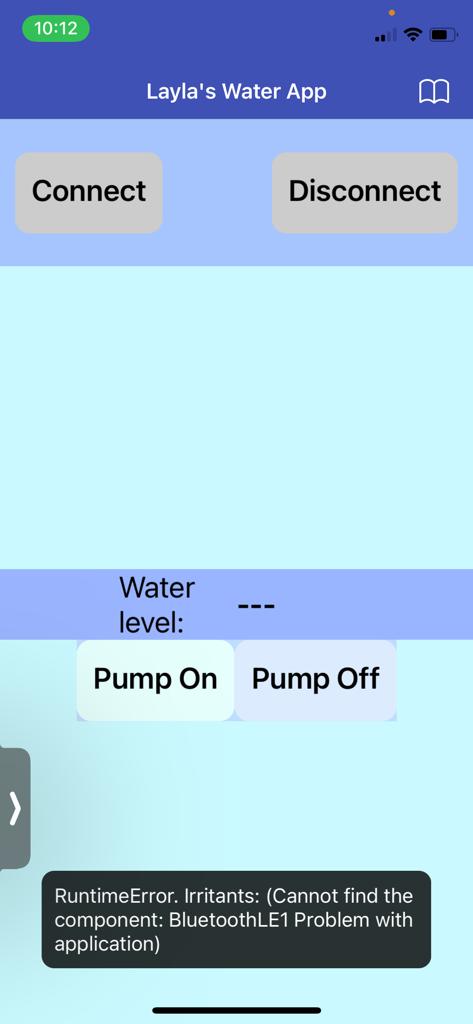 10:12
Layla's Water App
Connect
Disconnect
Water
level:
---
Pump On
Pump Off
RuntimeError. Irritants: (Cannot find the
component: BluetoothLE1 Problem with
application)